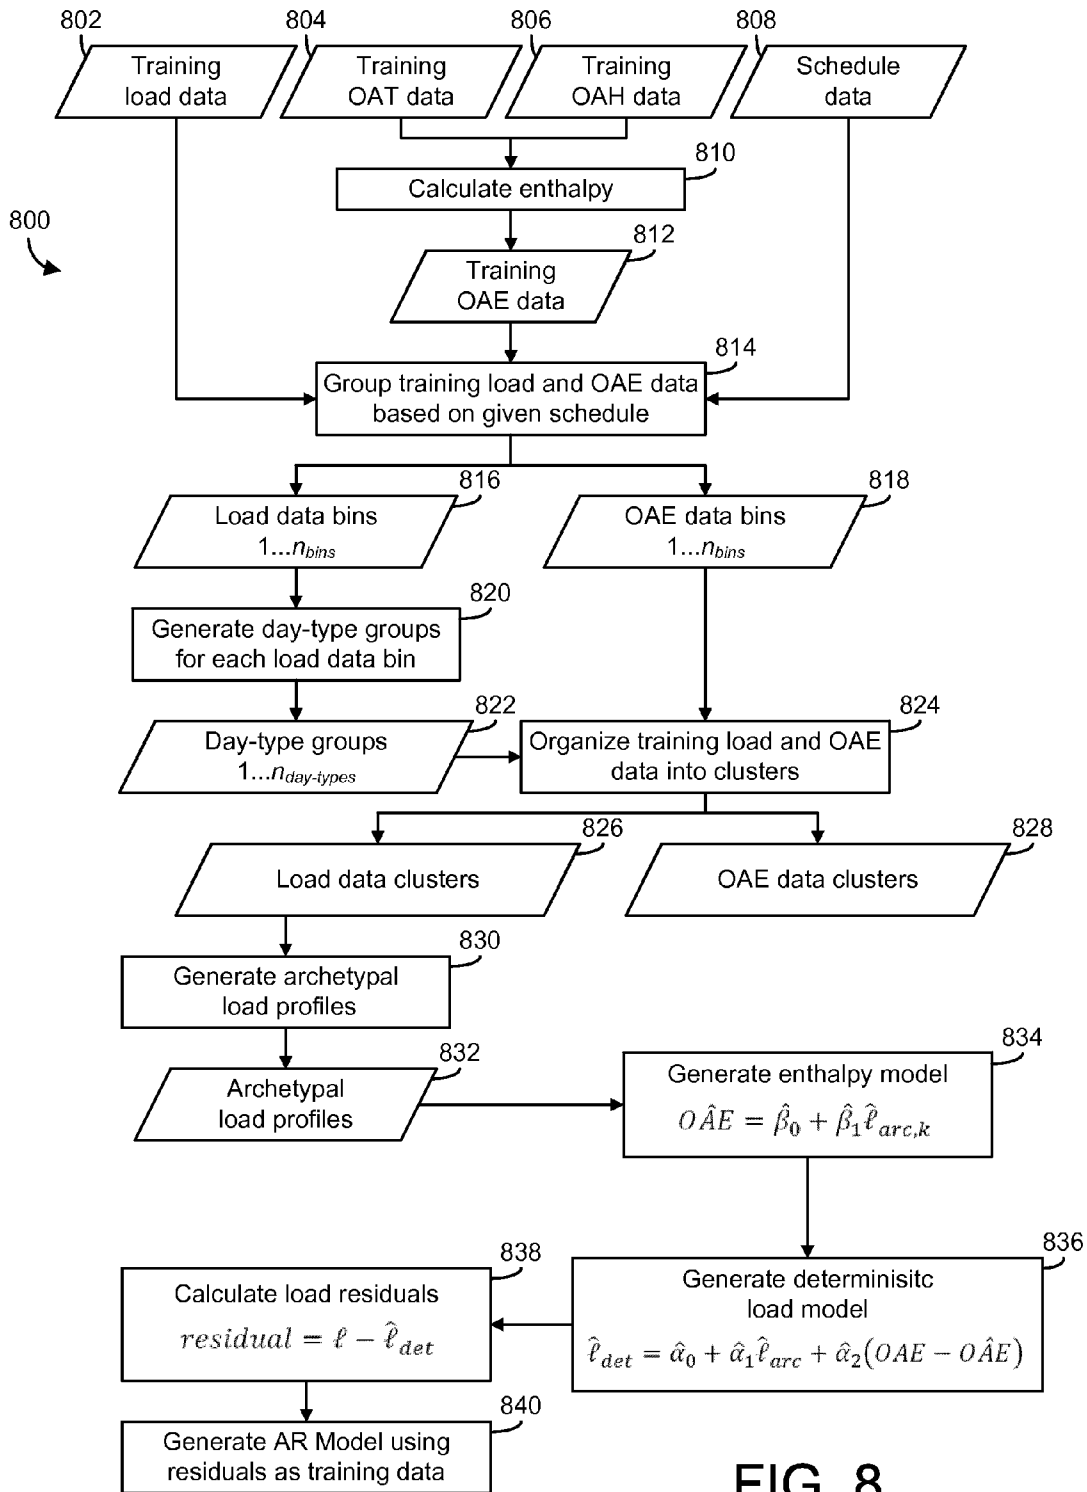 802
804
806
808
Training
load data
Training
OAT data
Training
OAH data
Schedule
data
810
Calculate enthalpy
800
812
Training
OAE data
814
Group training load and OAE data
based on given schedule
816
818
Load data bins
1...n_bins
OAE data bins
1...n_bins
820
Generate day-type groups
for each load data bin
822
824
Day-type groups
1...n_day-types
Organize training load and OAE
data into clusters
826
828
Load data clusters
OAE data clusters
830
Generate archetypal
load profiles
832
834
Archetypal
load profiles
Generate enthalpy model
OÂE = β̂_0 + β̂_1 ℓ̂_arc,k
838
836
Calculate load residuals
residual = ℓ − ℓ̂_det
Generate determinisitc
load model
ℓ̂_det = α̂_0 + α̂_1 ℓ̂_arc + α̂_2(OAE − OÂE)
840
Generate AR Model using
residuals as training data
FIG. 8